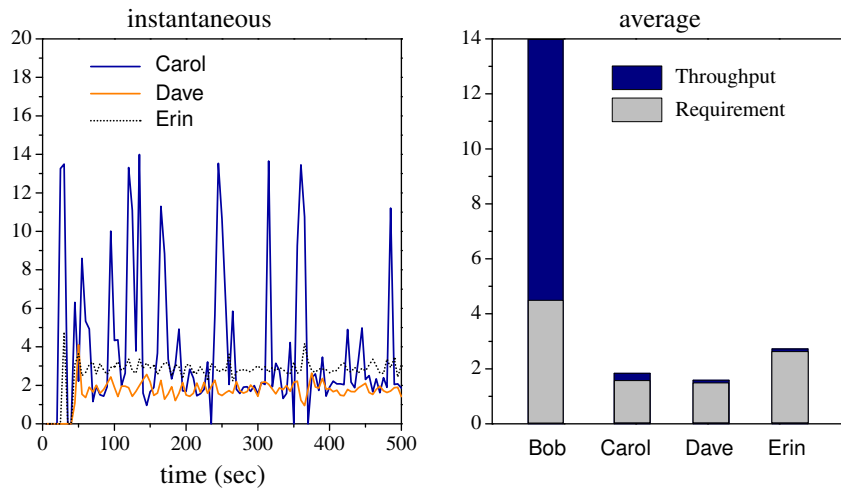 instantaneous
20
18
16
14
12
10
8
6
4
2
0
Carol
Dave
Erin
0 100 200 300 400 500
time (sec)
average
14
12
10
8
6
4
2
0
Throughput
Requirement
Bob Carol Dave Erin